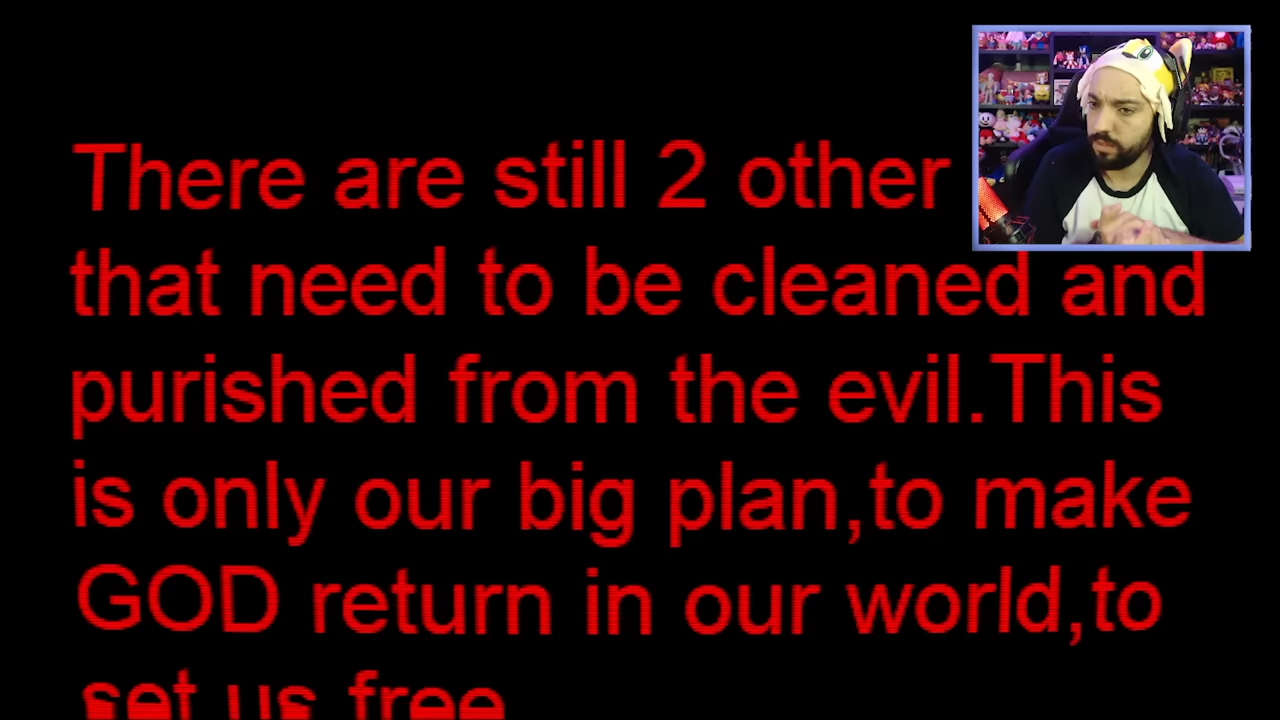 There are still 2 other
that need to be cleaned and
purished from the evil.This
is only our big plan,to make
GOD return in our world,to
set us free